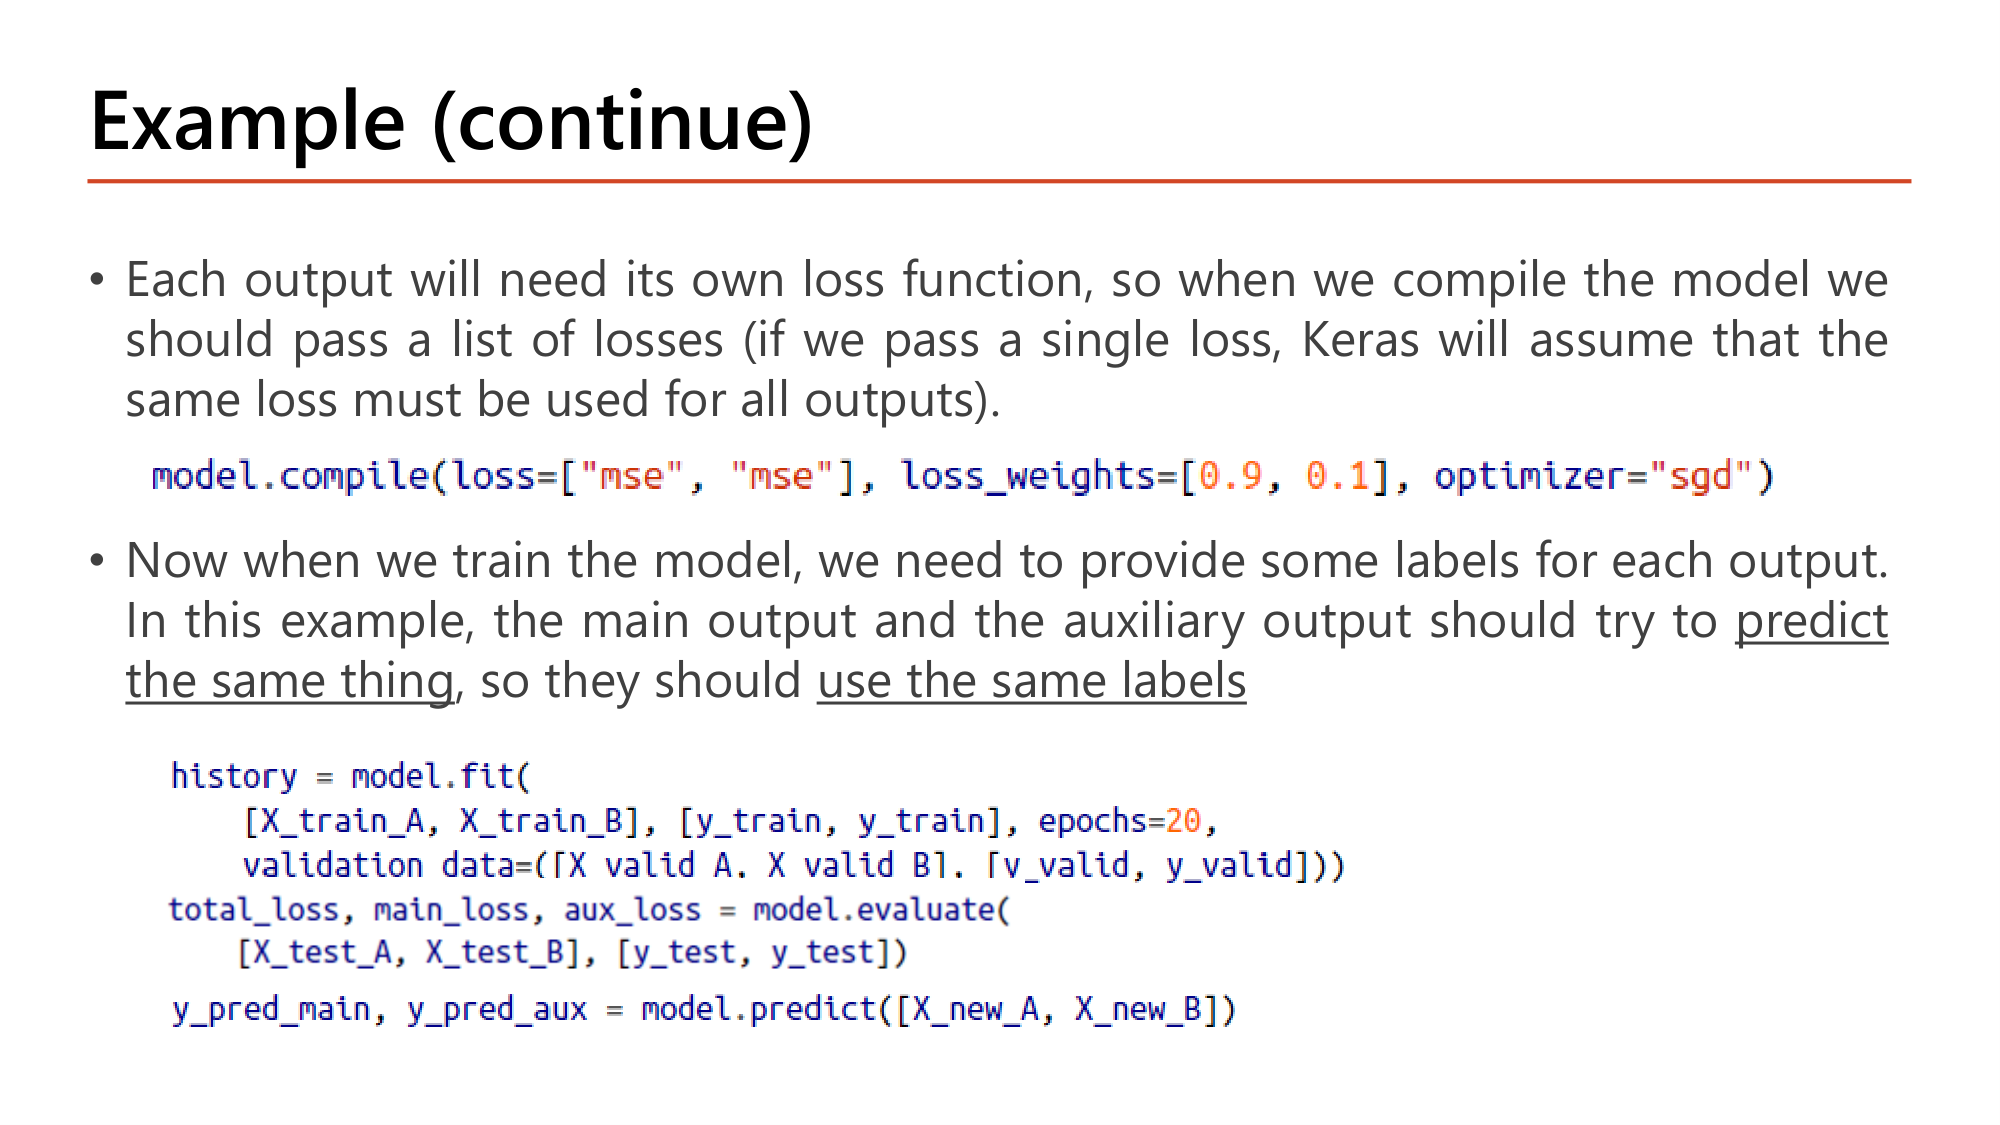 Example (continue)
• Each output will need its own loss function, so when we compile the model we
should pass a list of losses (if we pass a single loss, Keras will assume that the
same loss must be used for all outputs).
model.compile(loss=["mse", "mse"], loss_weights=[0.9, 0.1], optimizer="sgd")
• Now when we train the model, we need to provide some labels for each output.
In this example, the main output and the auxiliary output should try to predict
the same thing, so they should use the same labels
history = model.fit(
    [X_train_A, X_train_B], [y_train, y_train], epochs=20,
    validation_data=([X_valid_A, X_valid_B], [y_valid, y_valid]))
total_loss, main_loss, aux_loss = model.evaluate(
    [X_test_A, X_test_B], [y_test, y_test])
y_pred_main, y_pred_aux = model.predict([X_new_A, X_new_B])